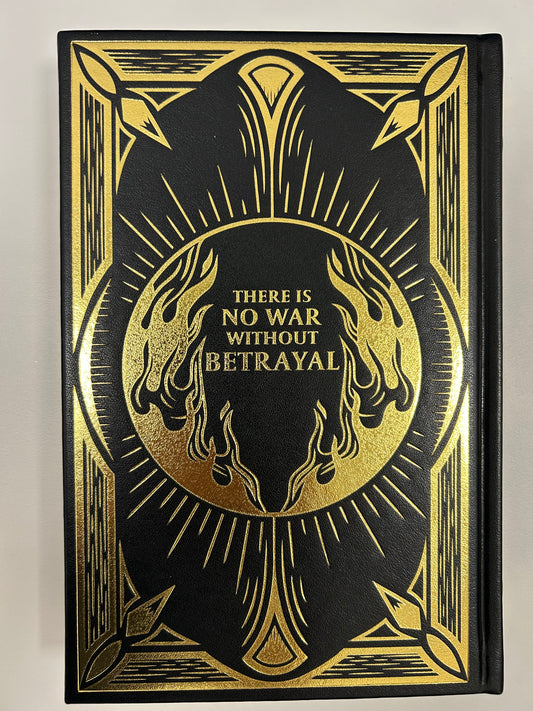 THERE IS
NO WAR
WITHOUT
BETRAYAL